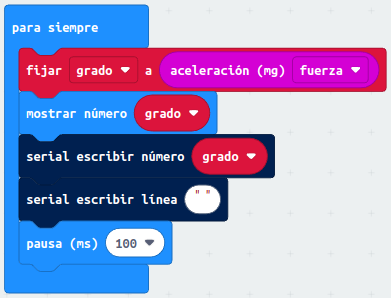 para siempre
fijar grado a aceleración (mg) fuerza
mostrar número grado
serial escribir número grado
serial escribir línea " "
pausa (ms) 100